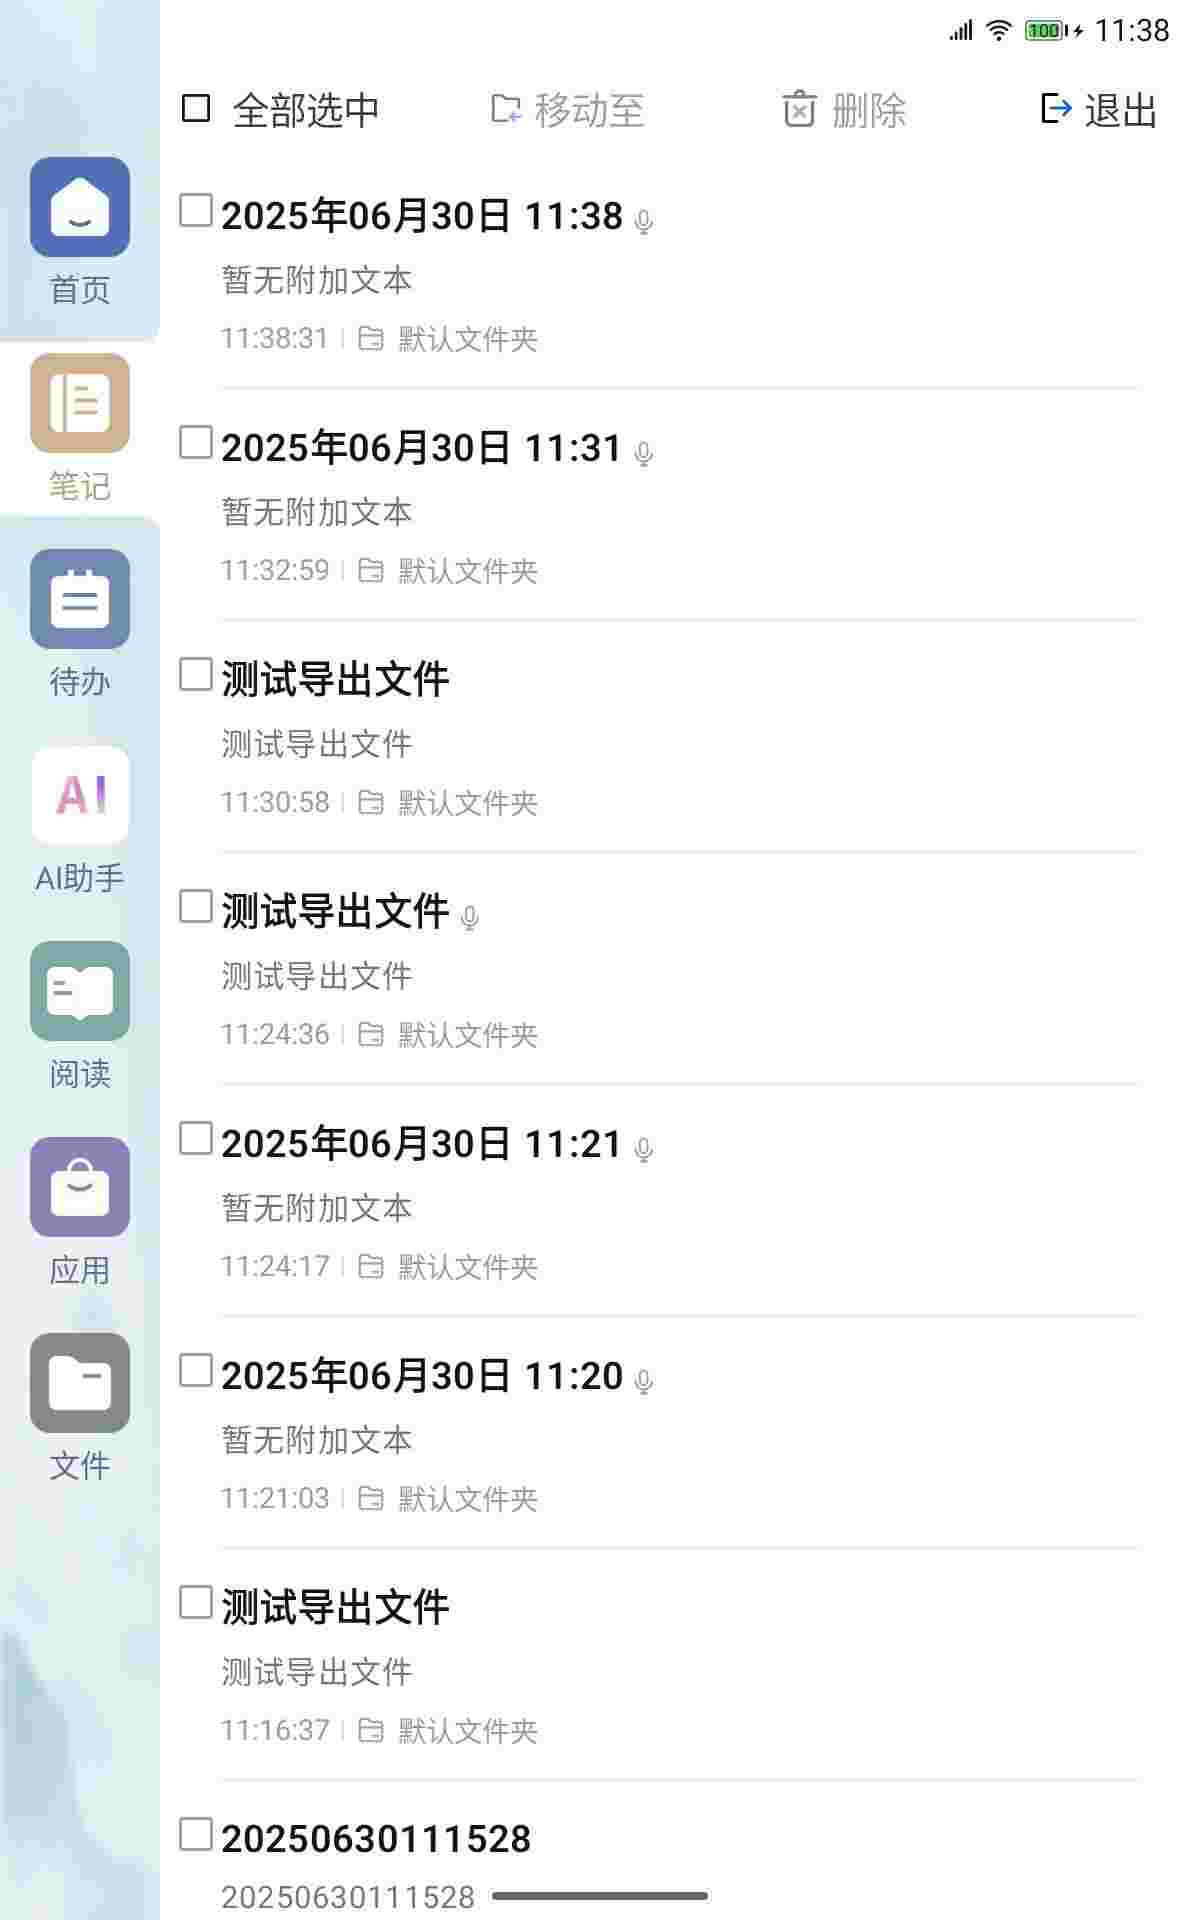 100 11:38
全部选中 移动至 删除 退出
首页
笔记
待办
AI
AI助手
阅读
应用
文件
2025年06月30日 11:38
暂无附加文本
11:38:31 默认文件夹
2025年06月30日 11:31
暂无附加文本
11:32:59 默认文件夹
测试导出文件
测试导出文件
11:30:58 默认文件夹
测试导出文件
测试导出文件
11:24:36 默认文件夹
2025年06月30日 11:21
暂无附加文本
11:24:17 默认文件夹
2025年06月30日 11:20
暂无附加文本
11:21:03 默认文件夹
测试导出文件
测试导出文件
11:16:37 默认文件夹
20250630111528
20250630111528